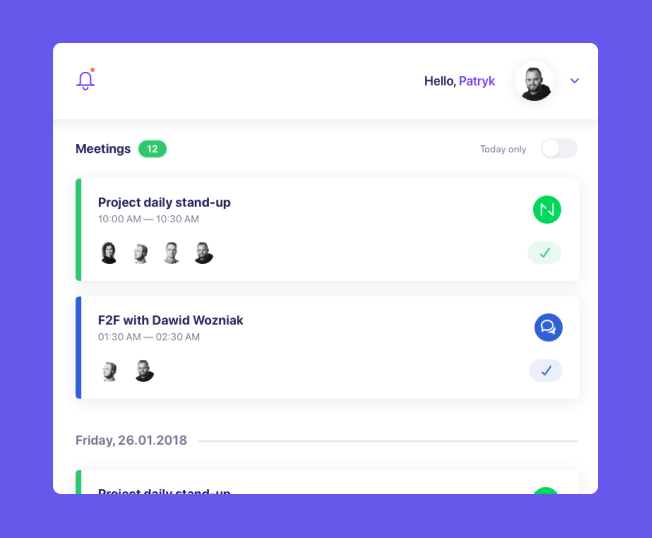 Hello, Patryk
Meetings 12
Today only
Project daily stand-up
10:00 AM — 10:30 AM
F2F with Dawid Wozniak
01:30 AM — 02:30 AM
Friday, 26.01.2018
Project daily stand-up